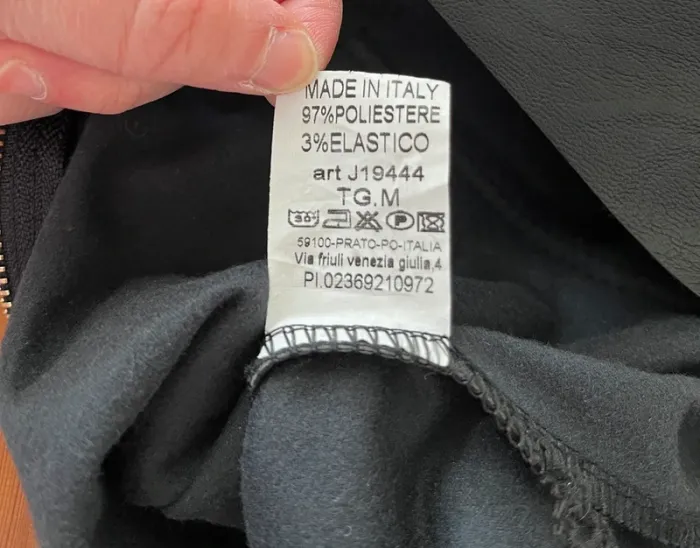 MADE IN ITALY
97%POLIESTERE
3%ELASTICO
art J19444
TG.M
30° P
59100-PRATO-PO-ITALIA
Via friuli venezia giulia,4
PI.02369210972